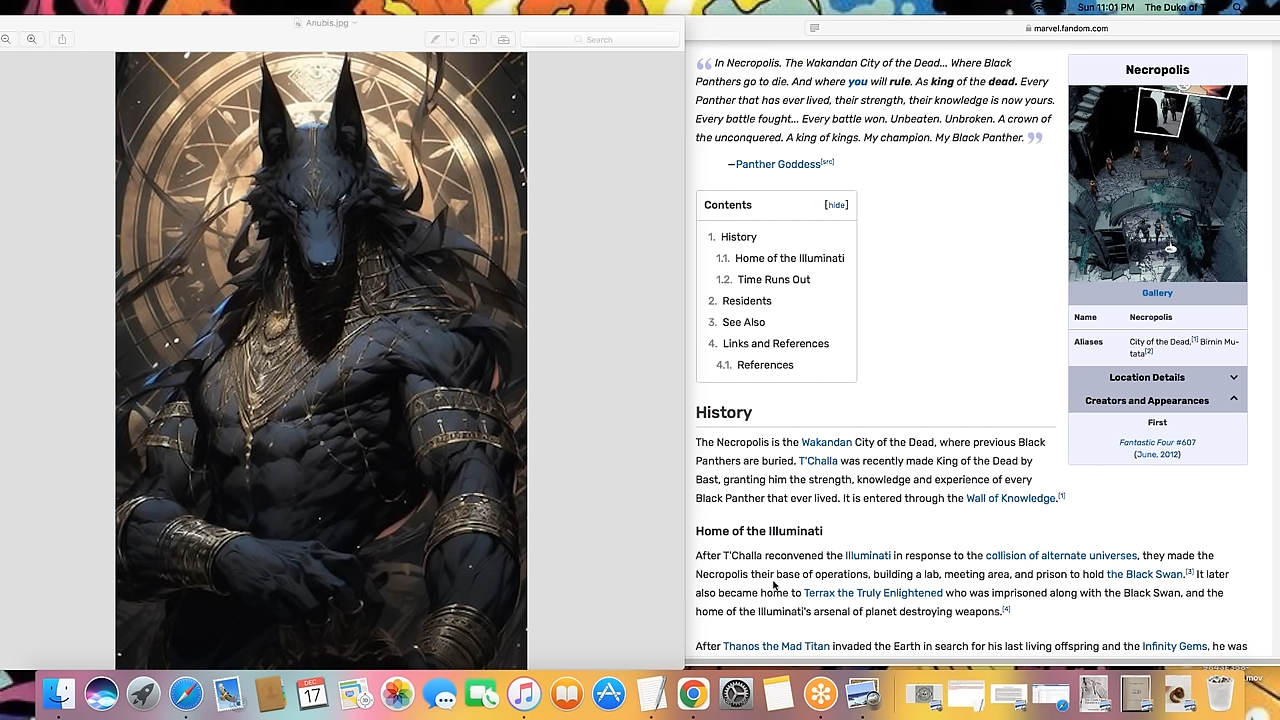 Sun 11:01 PM The Duke of
Anubis.jpg
Search
marvel.fandom.com
In Necropolis. The Wakandan City of the Dead... Where Black
Panthers go to die. And where you will rule. As king of the dead. Every
Panther that has ever lived, their strength, their knowledge is now yours.
Every battle fought... Every battle won. Unbeaten. Unbroken. A crown of
the unconquered. A king of kings. My champion. My Black Panther.
—Panther Goddess[src]
Contents [hide]
1. History
1.1. Home of the Illuminati
1.2. Time Runs Out
2. Residents
3. See Also
4. Links and References
4.1. References
Necropolis
Gallery
Name Necropolis
Aliases City of the Dead,[1] Birnin Mu-
tata[2]
Location Details
Creators and Appearances
First
Fantastic Four #607
(June, 2012)
History
The Necropolis is the Wakandan City of the Dead, where previous Black
Panthers are buried. T'Challa was recently made King of the Dead by
Bast, granting him the strength, knowledge and experience of every
Black Panther that ever lived. It is entered through the Wall of Knowledge.[1]
Home of the Illuminati
After T'Challa reconvened the Illuminati in response to the collision of alternate universes, they made the
Necropolis their base of operations, building a lab, meeting area, and prison to hold the Black Swan.[3] It later
also became home to Terrax the Truly Enlightened who was imprisoned along with the Black Swan, and the
home of the Illuminati's arsenal of planet destroying weapons.[4]
After Thanos the Mad Titan invaded the Earth in search for his last living offspring and the Infinity Gems, he was
.mov
DEC
17